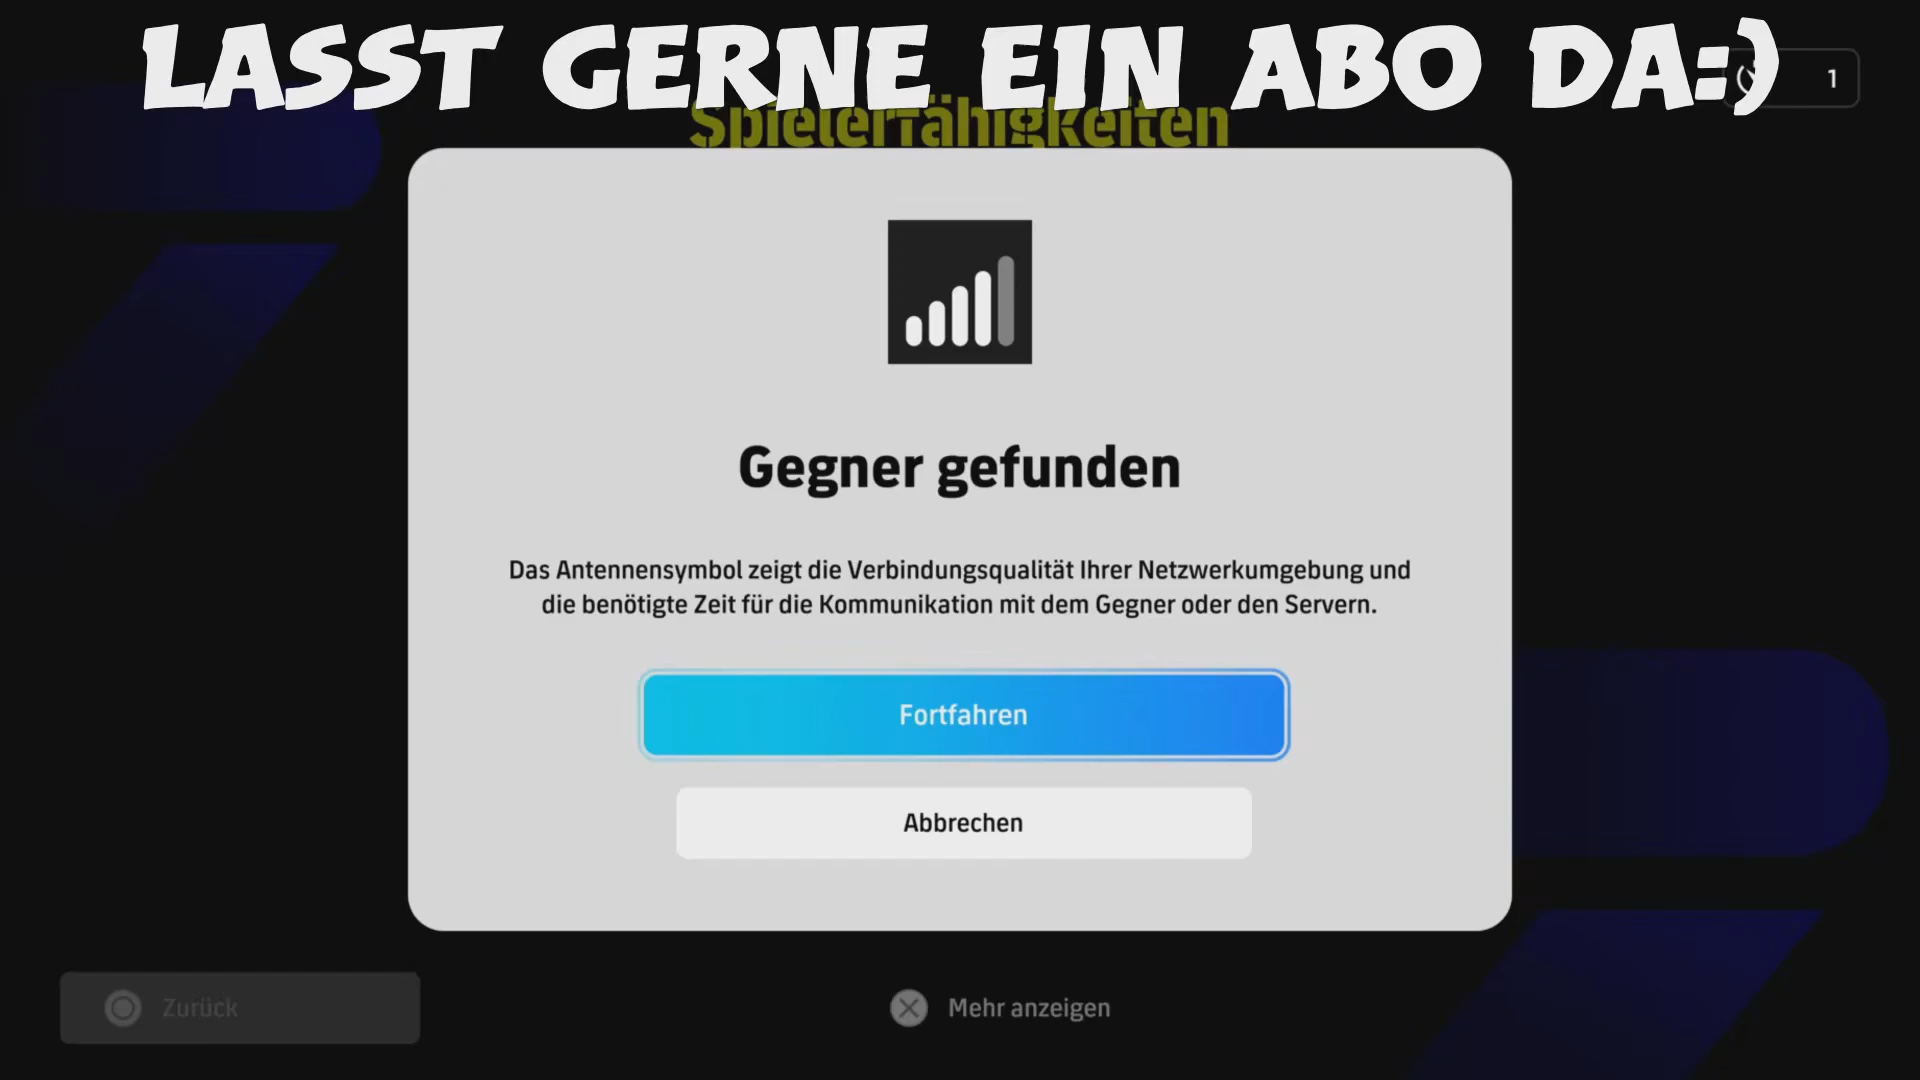 LASST GERNE EIN ABO DA:)
1
Spielerfähigkeiten
Gegner gefunden
Das Antennensymbol zeigt die Verbindungsqualität Ihrer Netzwerkumgebung und
die benötigte Zeit für die Kommunikation mit dem Gegner oder den Servern.
Fortfahren
Abbrechen
Zurück
Mehr anzeigen